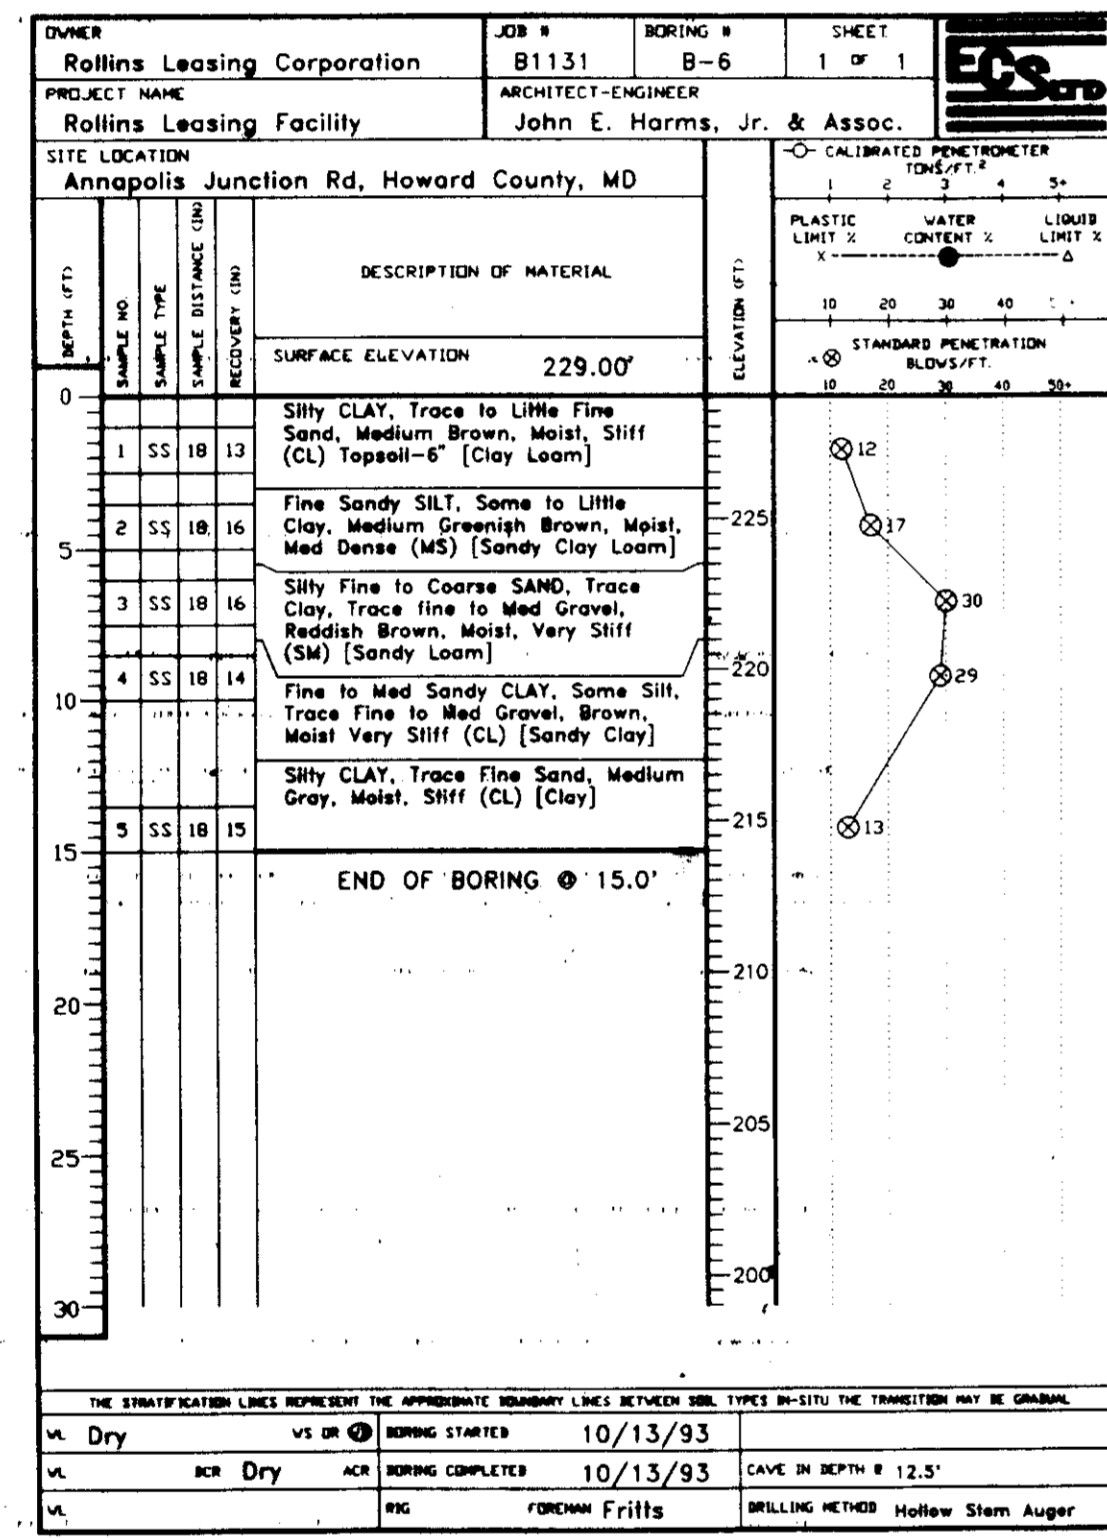 OWNER
Rollins Leasing Corporation
JOB #
B1131
BORING #
B-6
SHEET
1 OF 1
ECS LTD
PROJECT NAME
Rollins Leasing Facility
ARCHITECT-ENGINEER
John E. Harms, Jr. & Assoc.
SITE LOCATION
Annapolis Junction Rd, Howard County, MD
-O- CALIBRATED PENETROMETER
TONS/FT.²
1 2 3 4 5+
PLASTIC LIMIT %
WATER CONTENT %
LIQUID LIMIT %
X ● Δ
10 20 30 40
⊗ STANDARD PENETRATION
BLOWS/FT.
10 20 30 40 50+
DEPTH (FT)
SAMPLE NO.
SAMPLE TYPE
SAMPLE DISTANCE (IN)
RECOVERY (IN)
DESCRIPTION OF MATERIAL
SURFACE ELEVATION 229.00'
ELEVATION (FT)
0
Silty CLAY, Trace to Little Fine
Sand, Medium Brown, Moist, Stiff
(CL) Topsoil-6" [Clay Loam]
1 SS 18 13
12
Fine Sandy SILT, Some to Little
Clay, Medium Greenish Brown, Moist,
Med Dense (MS) [Sandy Clay Loam]
2 SS 18 16
225
17
5
Silty Fine to Coarse SAND, Trace
Clay, Trace fine to Med Gravel,
Reddish Brown, Moist, Very Stiff
(SM) [Sandy Loam]
3 SS 18 16
30
220
4 SS 18 14
29
Fine to Med Sandy CLAY, Some Silt,
Trace Fine to Med Gravel, Brown,
Moist Very Stiff (CL) [Sandy Clay]
10
Silty CLAY, Trace Fine Sand, Medium
Gray, Moist, Stiff (CL) [Clay]
5 SS 18 15
215
13
15
END OF BORING @ 15.0'
210
20
205
25
200
30
THE STRATIFICATION LINES REPRESENT THE APPROXIMATE BOUNDARY LINES BETWEEN SOIL TYPES IN-SITU THE TRANSITION MAY BE GRADUAL
WL Dry WS OR
BORING STARTED 10/13/93
WL BCR Dry ACR
BORING COMPLETED 10/13/93
CAVE IN DEPTH @ 12.5'
WL
RIG FOREMAN Fritts
DRILLING METHOD Hollow Stem Auger